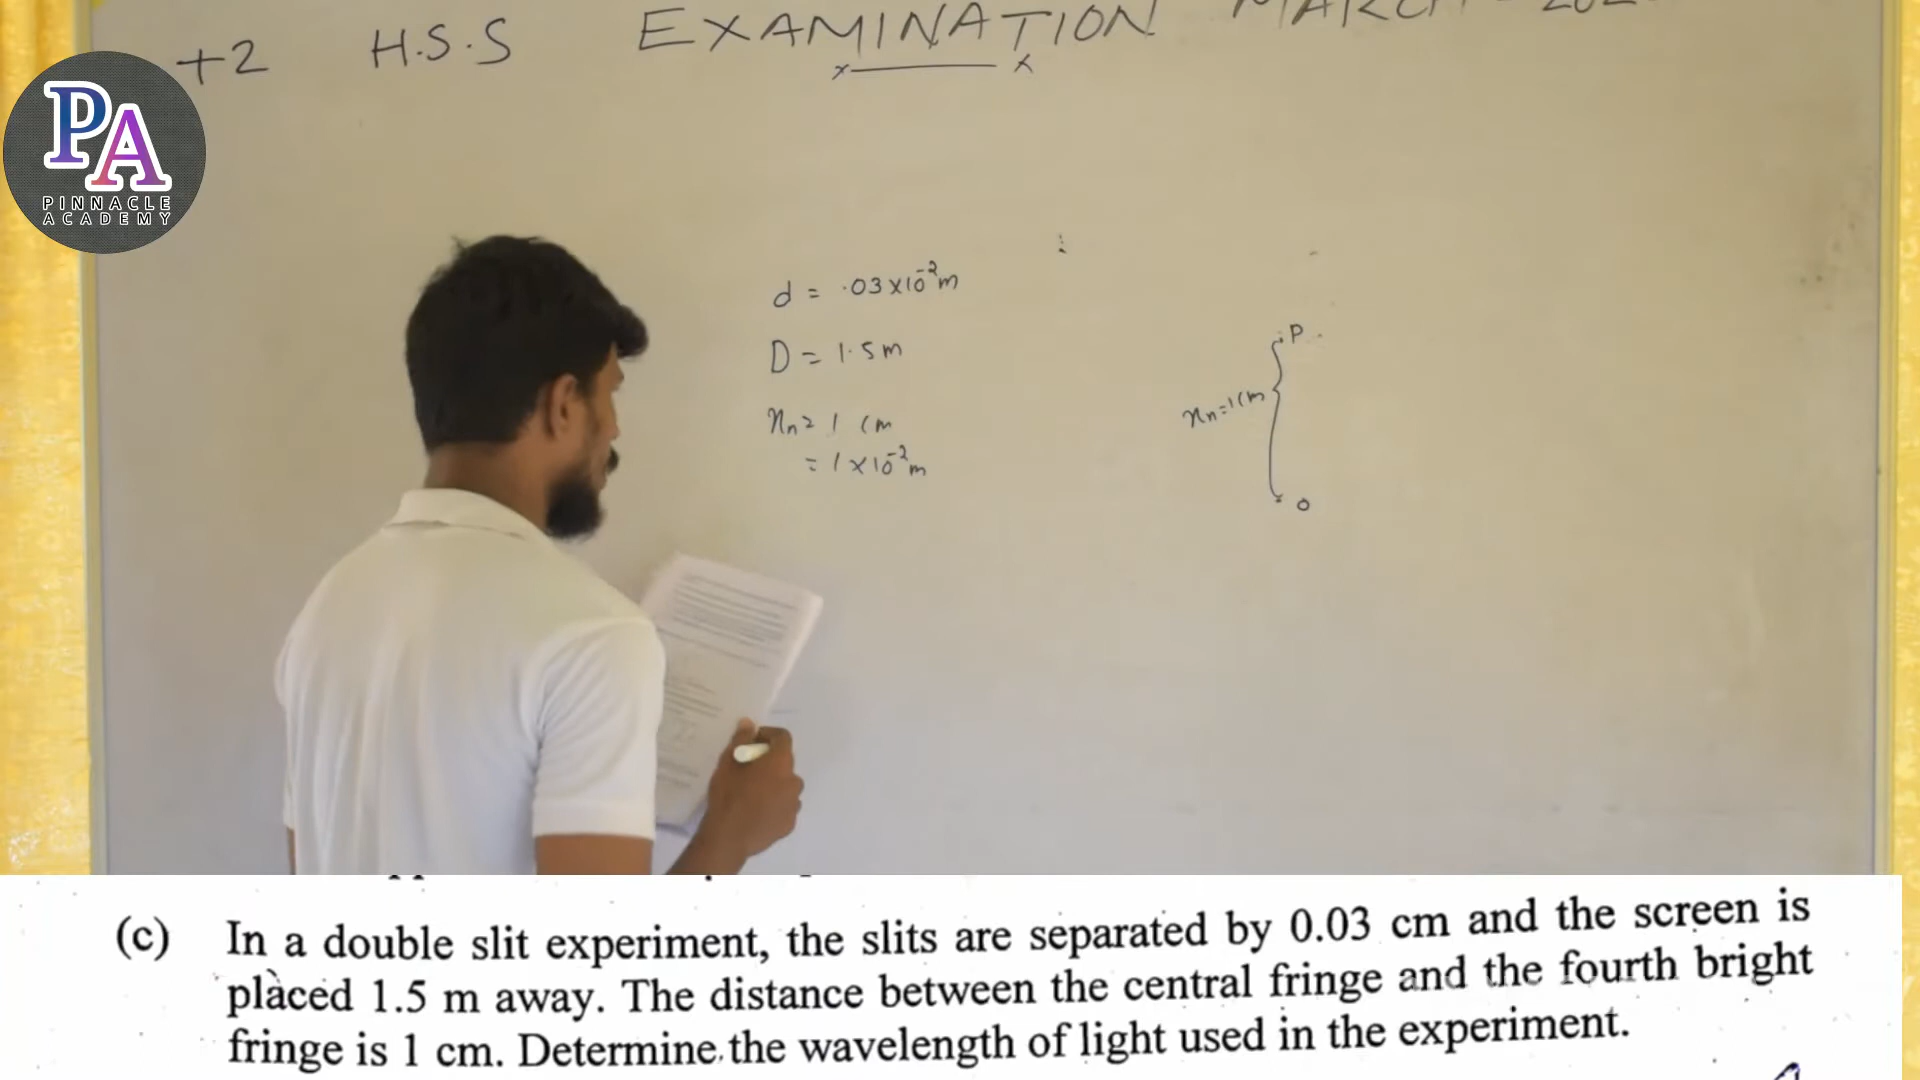 +2 H.S.S EXAMINATION MARCH
PA
PINNACLE
ACADEMY
d = .03×10⁻²m
D = 1.5m
xn = 1 cm
= 1×10⁻²m
P
xn=1cm
O
(c) In a double slit experiment, the slits are separated by 0.03 cm and the screen is
placed 1.5 m away. The distance between the central fringe and the fourth bright
fringe is 1 cm. Determine the wavelength of light used in the experiment.